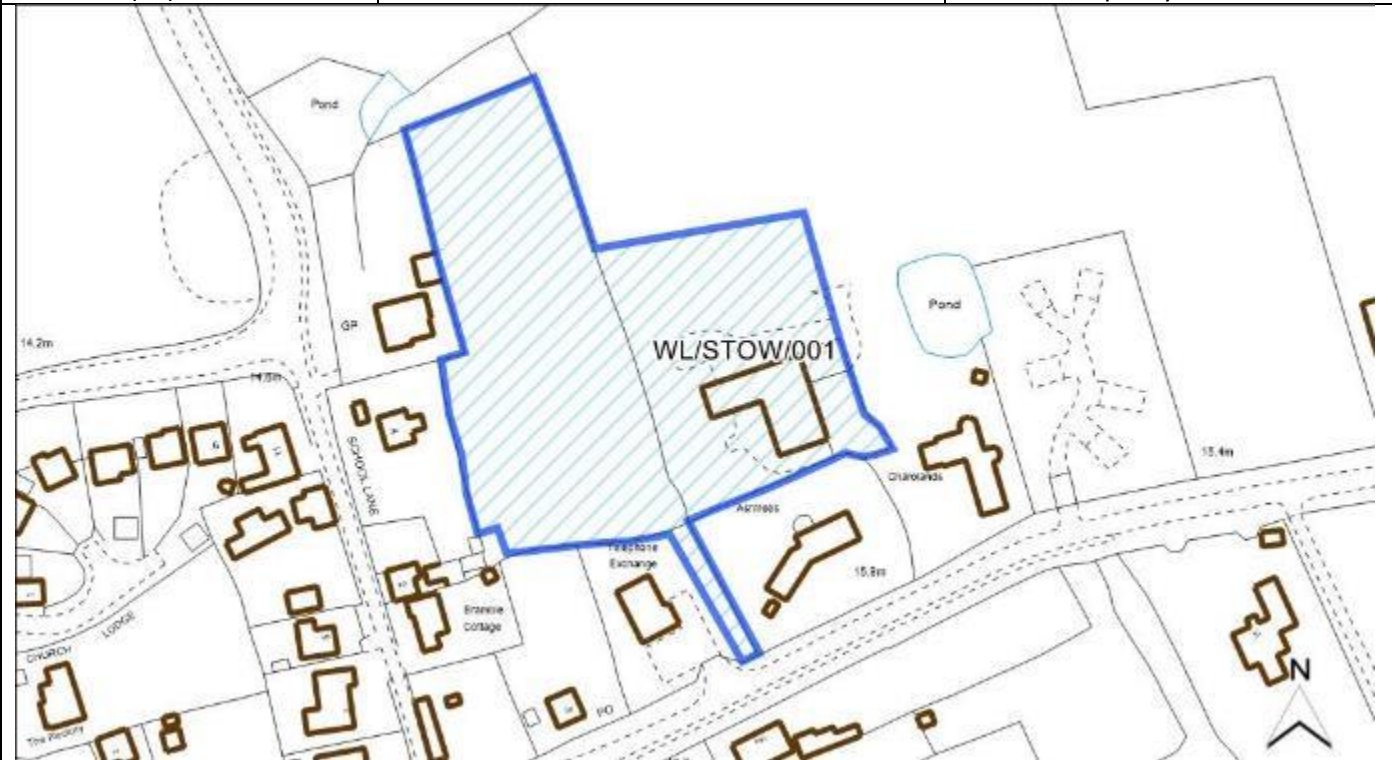 Pond
Pond
14.2m
GP
WL/STOW/001
SCHOOL LANE
15.4m
Charolands
Telephone
Exchange
15.8m
Bramble
Cottage
LODGE
CHURCH
The Rectory
PO
N